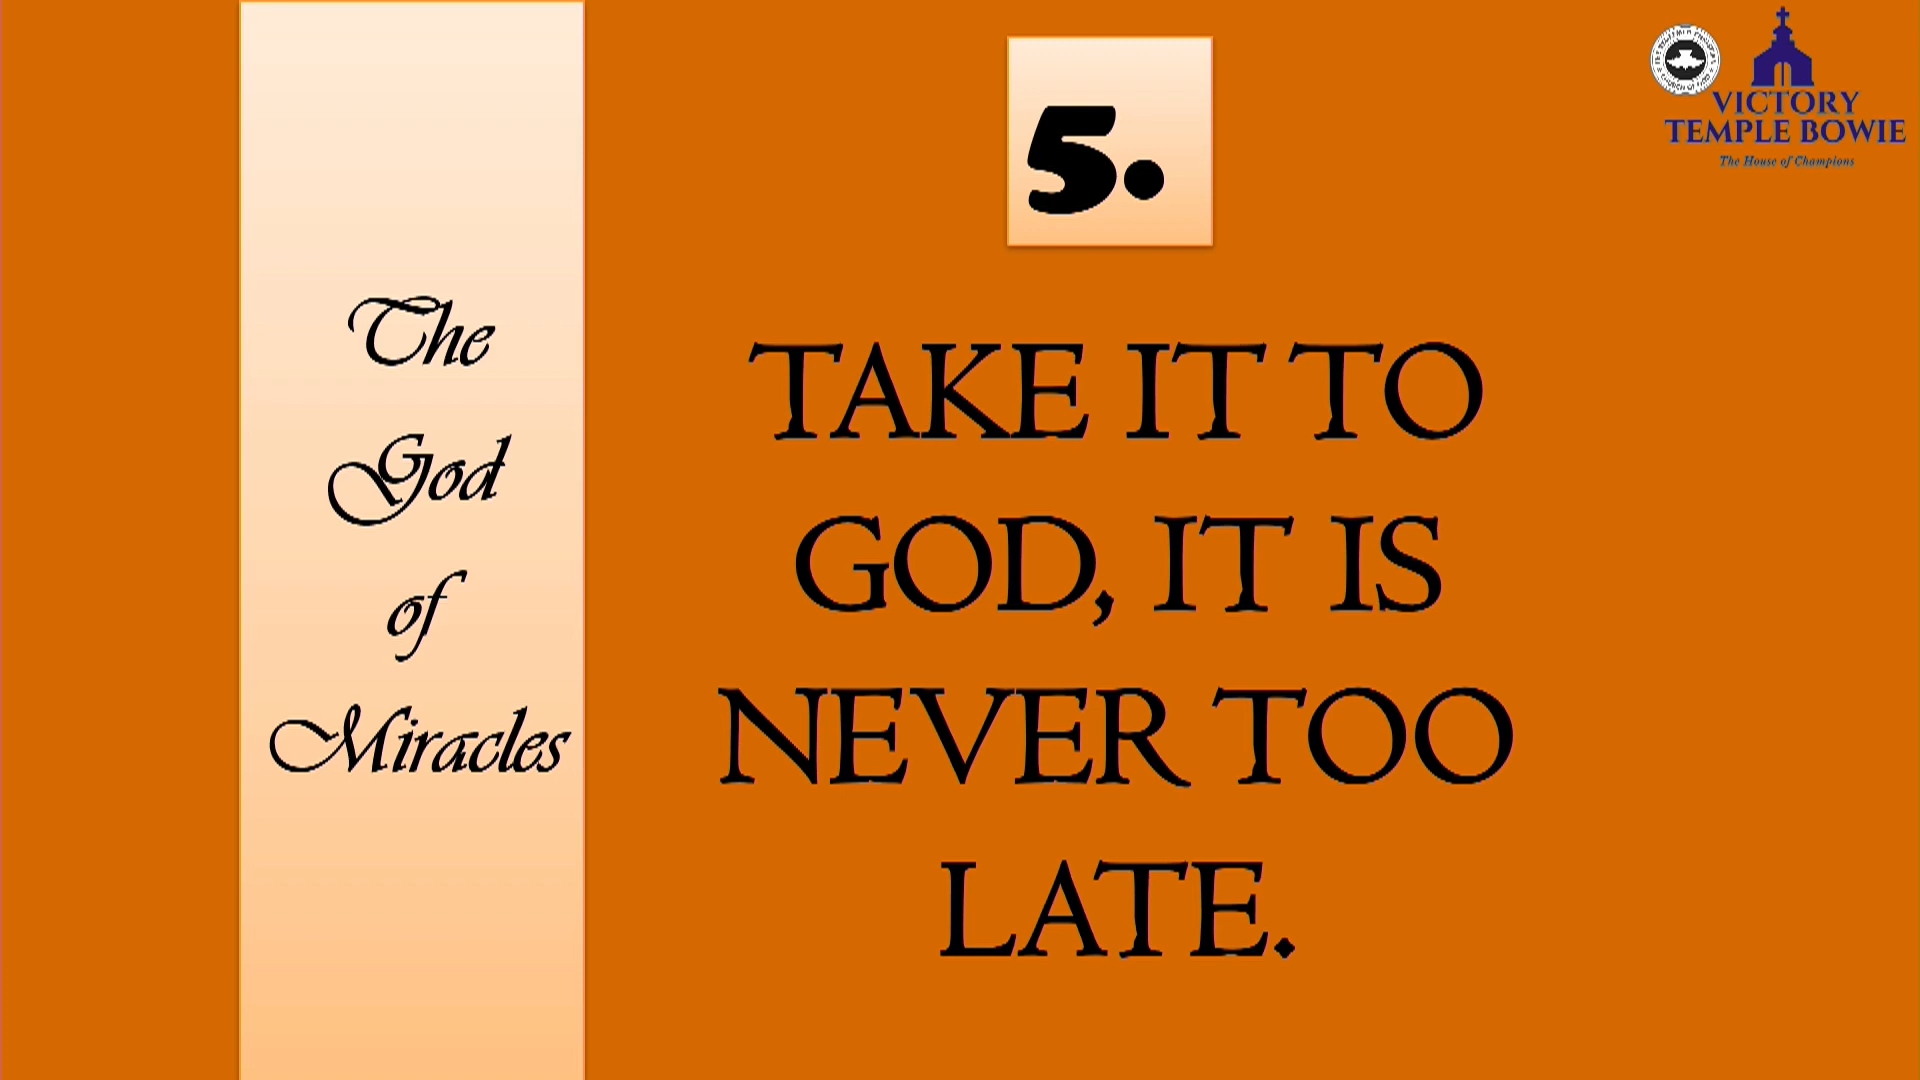 The
God
of
Miracles
5.
TAKE IT TO
GOD, IT IS
NEVER TOO
LATE.
VICTORY
TEMPLE BOWIE
The House of Champions